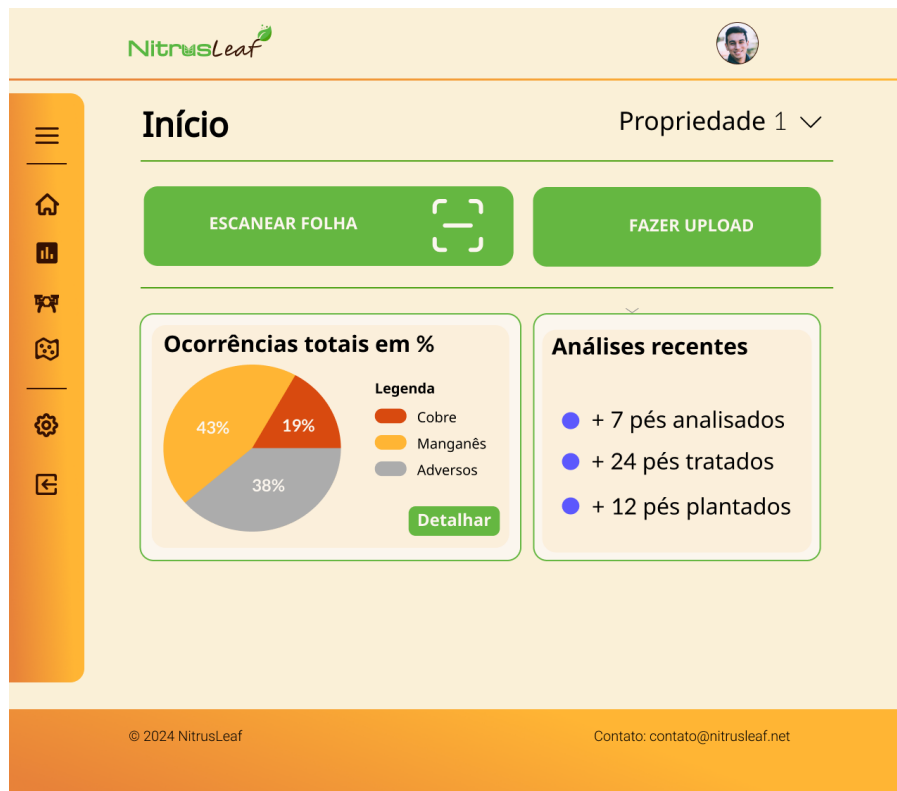 NitrusLeaf
Início
Propriedade 1
ESCANEAR FOLHA
FAZER UPLOAD
Ocorrências totais em %
43%
19%
38%
Legenda
Cobre
Manganês
Adversos
Detalhar
Análises recentes
+ 7 pés analisados
+ 24 pés tratados
+ 12 pés plantados
© 2024 NitrusLeaf
Contato: contato@nitrusleaf.net